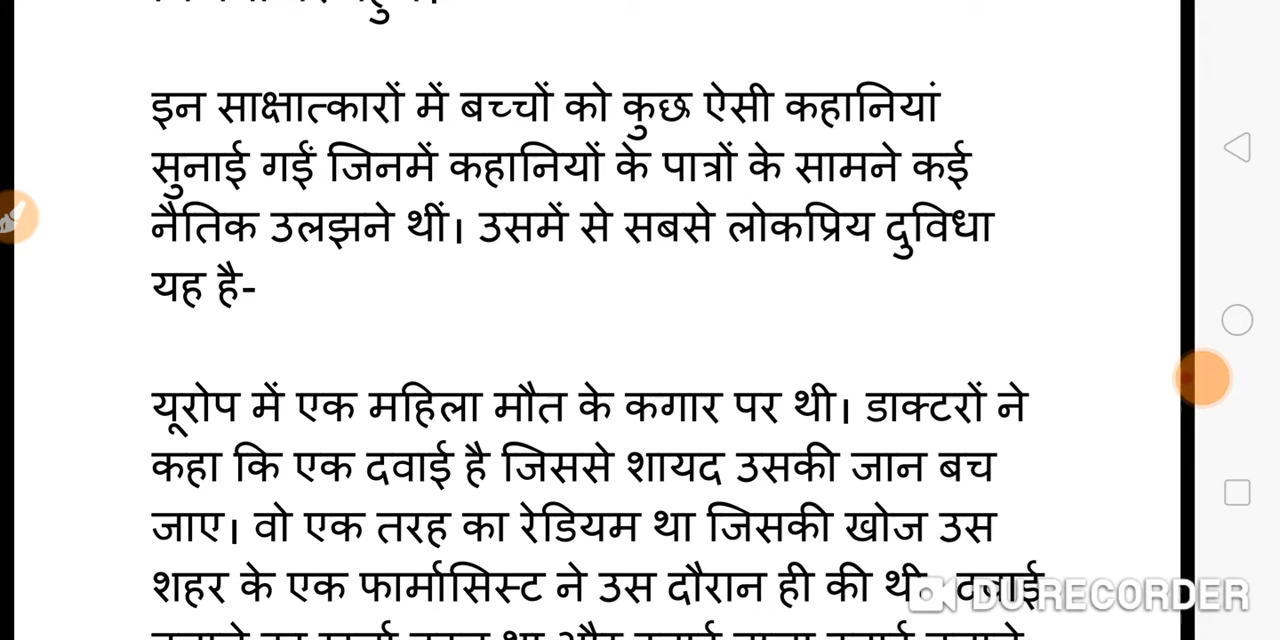 इन साक्षात्कारों में बच्चों को कुछ ऐसी कहानियां
सुनाई गईं जिनमें कहानियों के पात्रों के सामने कई
नैतिक उलझने थीं। उसमें से सबसे लोकप्रिय दुविधा
यह है-
यूरोप में एक महिला मौत के कगार पर थी। डाक्टरों ने
कहा कि एक दवाई है जिससे शायद उसकी जान बच
जाए। वो एक तरह का रेडियम था जिसकी खोज उस
शहर के एक फार्मासिस्ट ने उस दौरान ही की थी। दवाई
DU RECORDER